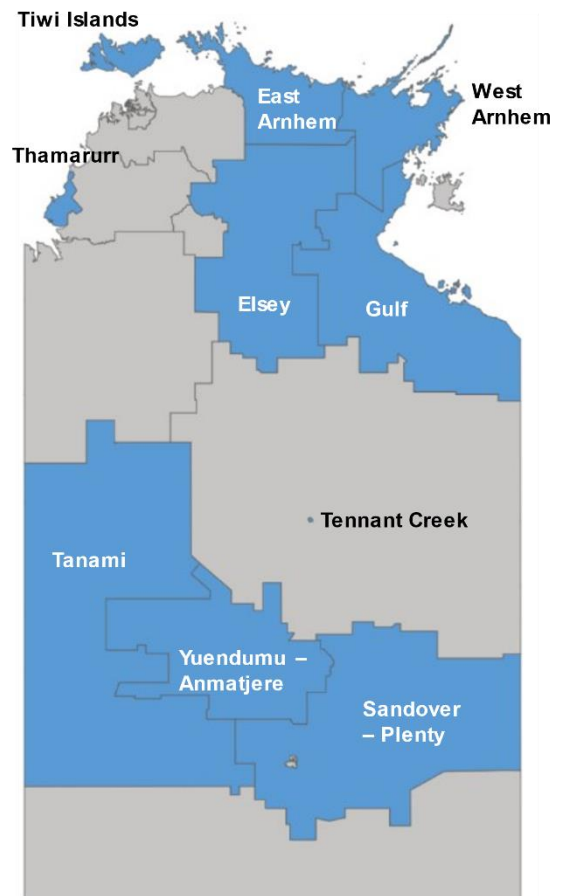 Tiwi Islands
East
Arnhem
West
Arnhem
Thamarurr
Elsey
Gulf
Tennant Creek
Tanami
Yuendumu –
Anmatjere
Sandover
– Plenty